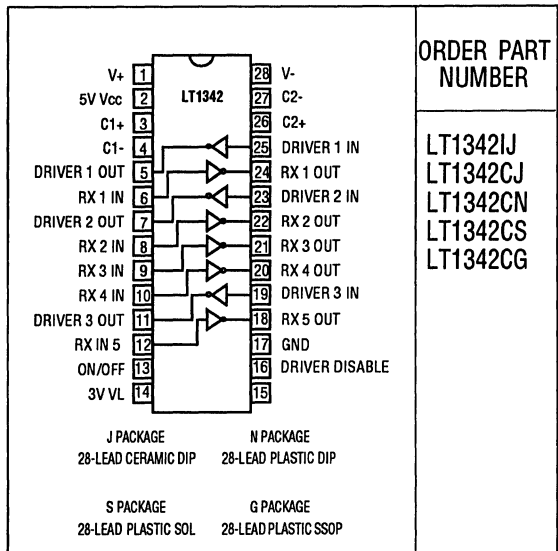 ORDER PART
NUMBER
LT1342IJ
LT1342CJ
LT1342CN
LT1342CS
LT1342CG
LT1342
V+ 1 28 V-
5V Vcc 2 27 C2-
C1+ 3 26 C2+
C1- 4 25 DRIVER 1 IN
DRIVER 1 OUT 5 24 RX 1 OUT
RX 1 IN 6 23 DRIVER 2 IN
DRIVER 2 OUT 7 22 RX 2 OUT
RX 2 IN 8 21 RX 3 OUT
RX 3 IN 9 20 RX 4 OUT
RX 4 IN 10 19 DRIVER 3 IN
DRIVER 3 OUT 11 18 RX 5 OUT
RX IN 5 12 17 GND
ON/OFF 13 16 DRIVER DISABLE
3V VL 14 15
J PACKAGE
28-LEAD CERAMIC DIP
N PACKAGE
28-LEAD PLASTIC DIP
S PACKAGE
28-LEAD PLASTIC SOL
G PACKAGE
28-LEAD PLASTIC SSOP